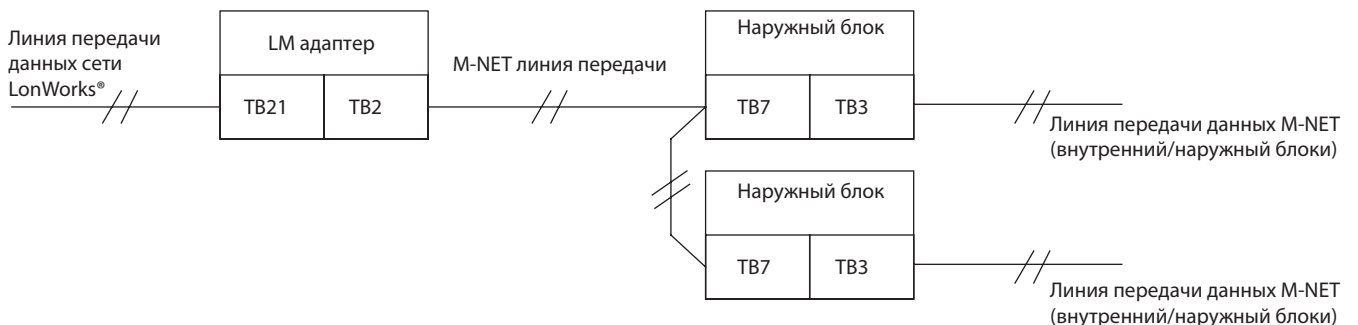 Линия передачи
данных сети
LonWorks®
LM адаптер
TB21
TB2
M-NET линия передачи
Наружный блок
TB7
TB3
Линия передачи данных M-NET
(внутренний/наружный блоки)
Наружный блок
TB7
TB3
Линия передачи данных M-NET
(внутренний/наружный блоки)